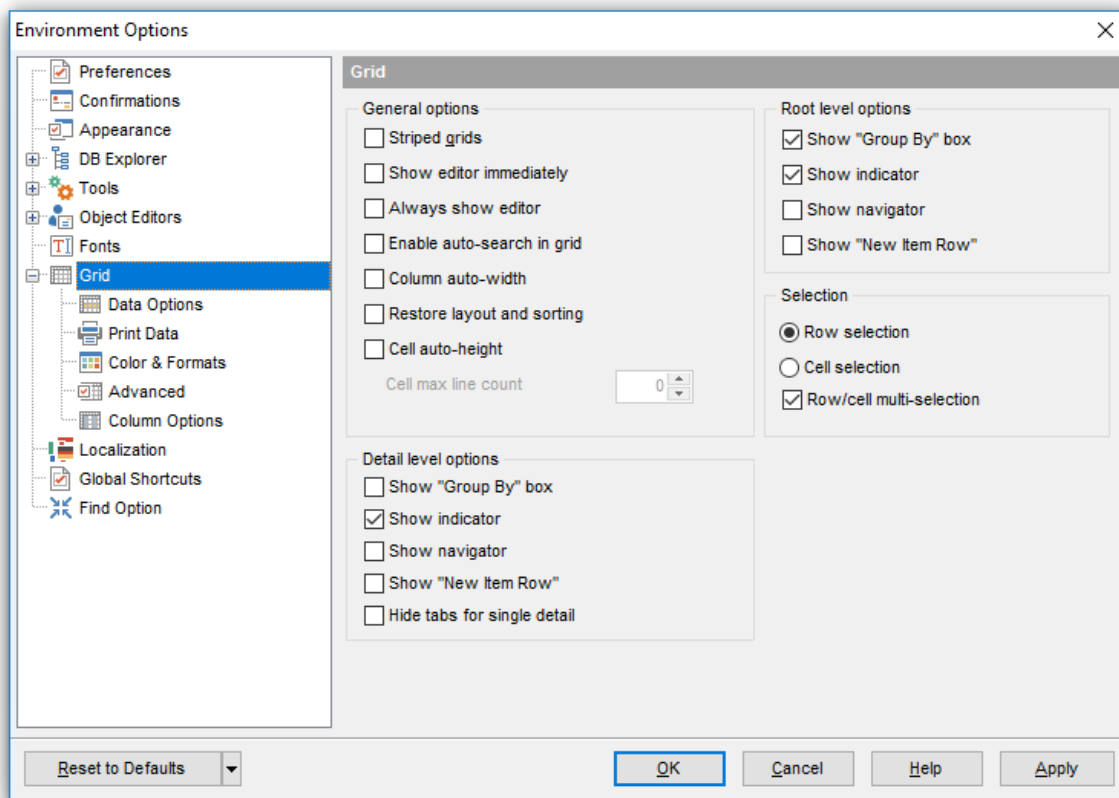 Environment Options
Preferences
Confirmations
Appearance
DB Explorer
Tools
Object Editors
Fonts
Grid
Data Options
Print Data
Color & Formats
Advanced
Column Options
Localization
Global Shortcuts
Find Option
Grid
General options
Striped grids
Show editor immediately
Always show editor
Enable auto-search in grid
Column auto-width
Restore layout and sorting
Cell auto-height
Cell max line count
0
Root level options
Show "Group By" box
Show indicator
Show navigator
Show "New Item Row"
Selection
Row selection
Cell selection
Row/cell multi-selection
Detail level options
Show "Group By" box
Show indicator
Show navigator
Show "New Item Row"
Hide tabs for single detail
Reset to Defaults
OK
Cancel
Help
Apply